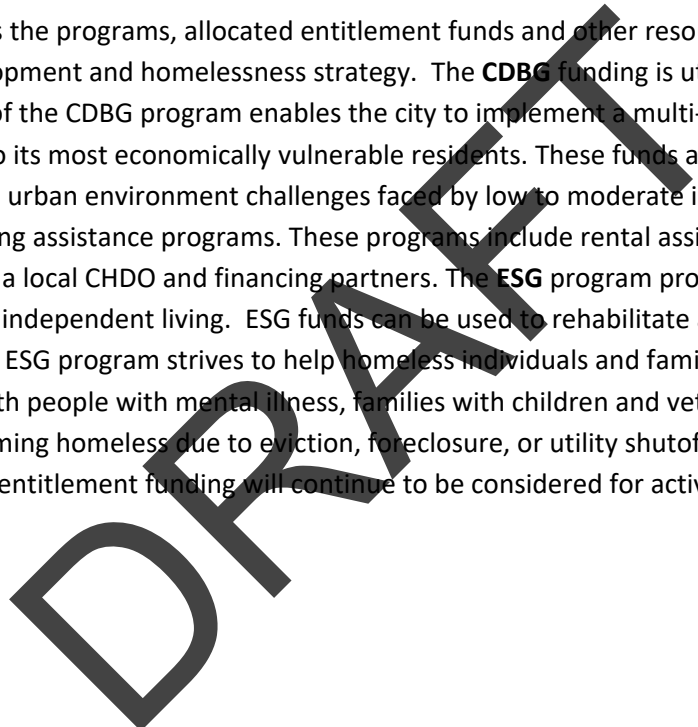 s the programs, allocated entitlement funds and other reso
opment and homelessness strategy. The CDBG funding is ut
of the CDBG program enables the city to implement a multi-
o its most economically vulnerable residents. These funds a
urban environment challenges faced by low to moderate i
ng assistance programs. These programs include rental assi
a local CHDO and financing partners. The ESG program pro
independent living. ESG funds can be used to rehabilitate
ESG program strives to help homeless individuals and fami
th people with mental illness, families with children and vet
ming homeless due to eviction, foreclosure, or utility shutof
entitlement funding will continue to be considered for activ
DRAFT